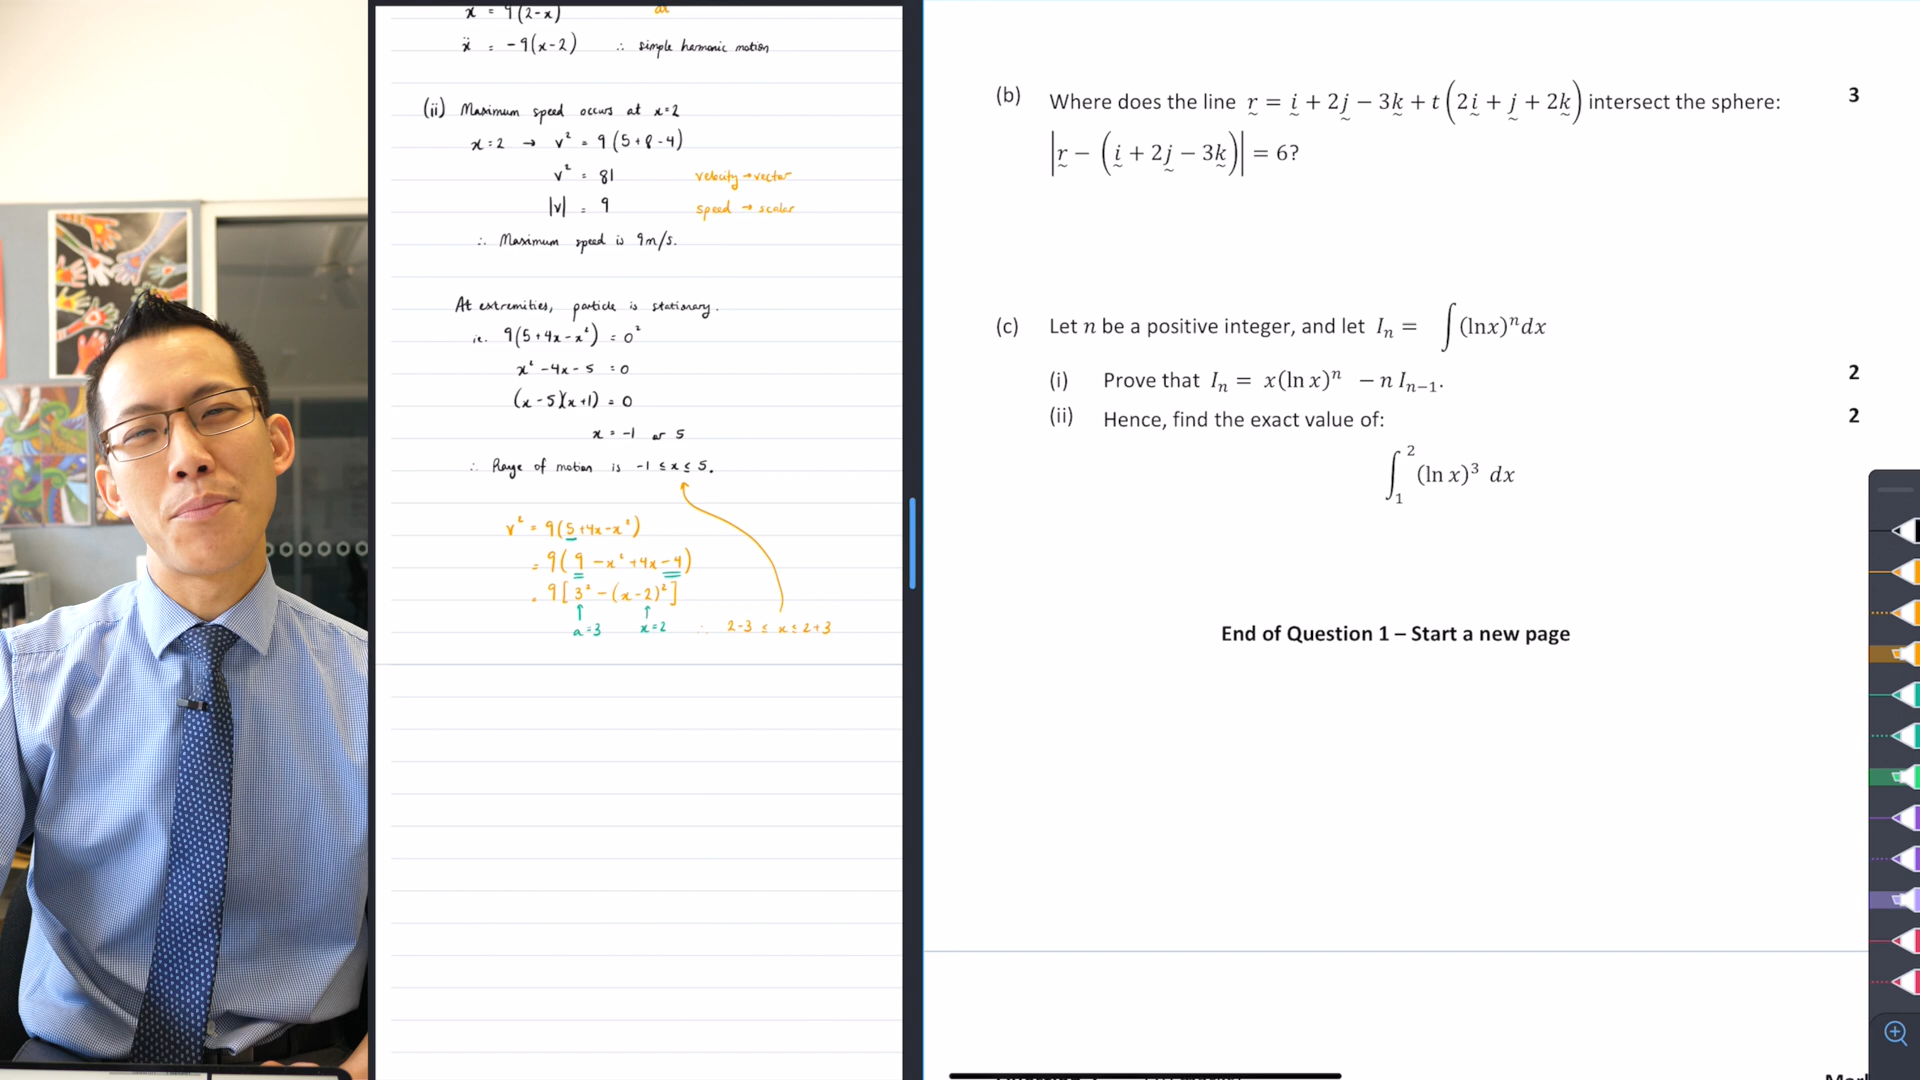 ẋ = 9(2-x)
ẍ = -9(x-2) ∴ simple harmonic motion
(ii) Maximum speed occurs at x=2
x=2 → v² = 9(5+8-4)
v² = 81 velocity → vector
|v| = 9 speed → scalar
∴ Maximum speed is 9m/s.
At extremities, particle is stationary.
ie. 9(5+4x-x²) = 0²
x² -4x -5 = 0
(x-5)(x+1) = 0
x = -1 or 5
∴ Range of motion is -1 ≤ x ≤ 5.
v² = 9(5+4x-x²)
= 9(9 -x² +4x -4)
= 9[3² -(x-2)²]
↑ ↑
a=3 x=2 ∴ 2-3 ≤ x ≤ 2+3
(b) Where does the line r = i + 2j − 3k + t(2i + j + 2k) intersect the sphere: 3
|r − (i + 2j − 3k)| = 6?
(c) Let n be a positive integer, and let Iₙ = ∫(lnx)ⁿdx
(i) Prove that Iₙ = x(ln x)ⁿ − n Iₙ₋₁. 2
(ii) Hence, find the exact value of: 2
∫₁² (ln x)³ dx
End of Question 1 – Start a new page